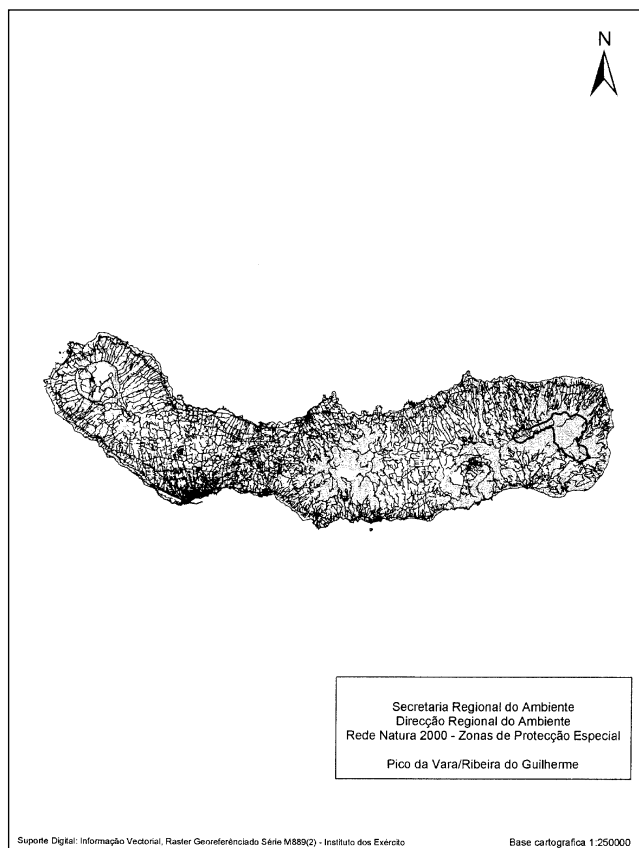 N
Secretaria Regional do Ambiente
Direcção Regional do Ambiente
Rede Natura 2000 - Zonas de Protecção Especial
Pico da Vara/Ribeira do Guilherme
Suporte Digital: Informação Vectorial, Raster Georeferênciado Série M889(2) - Instituto dos Exército
Base cartografica 1:250000